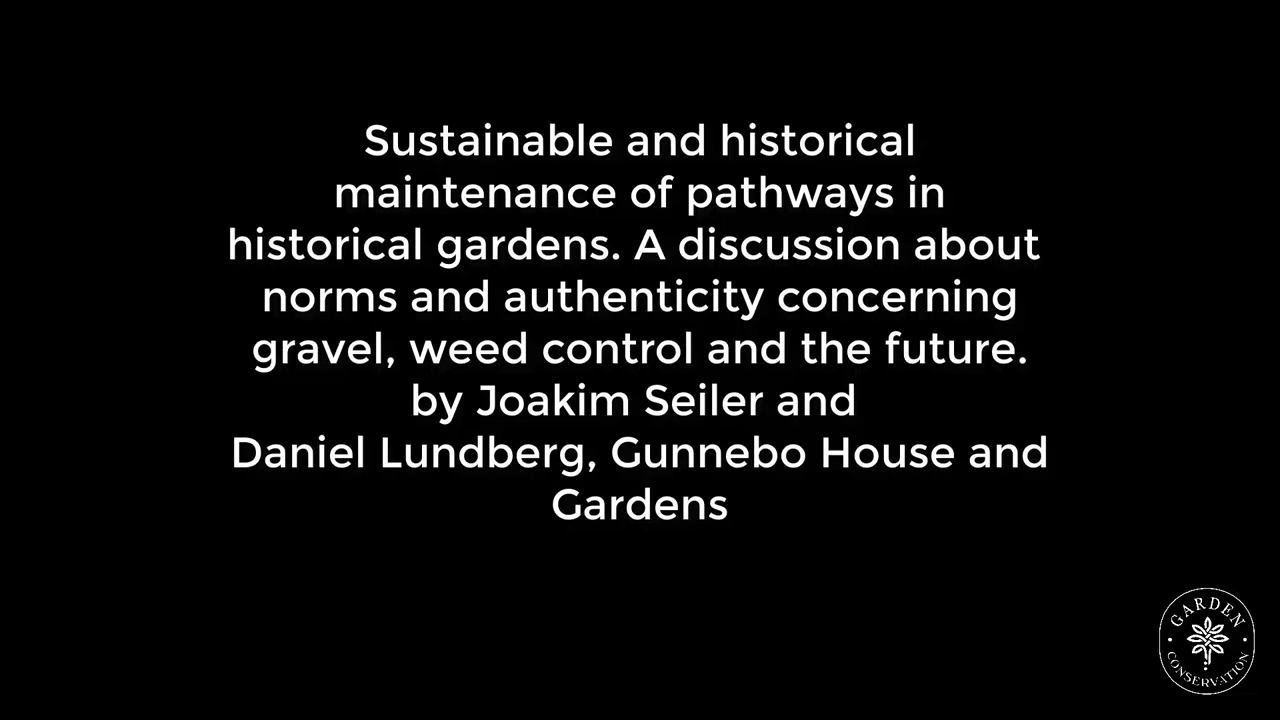 Sustainable and historical
maintenance of pathways in
historical gardens. A discussion about
norms and authenticity concerning
gravel, weed control and the future.
by Joakim Seiler and
Daniel Lundberg, Gunnebo House and
Gardens
GARDEN
CONSERVATION